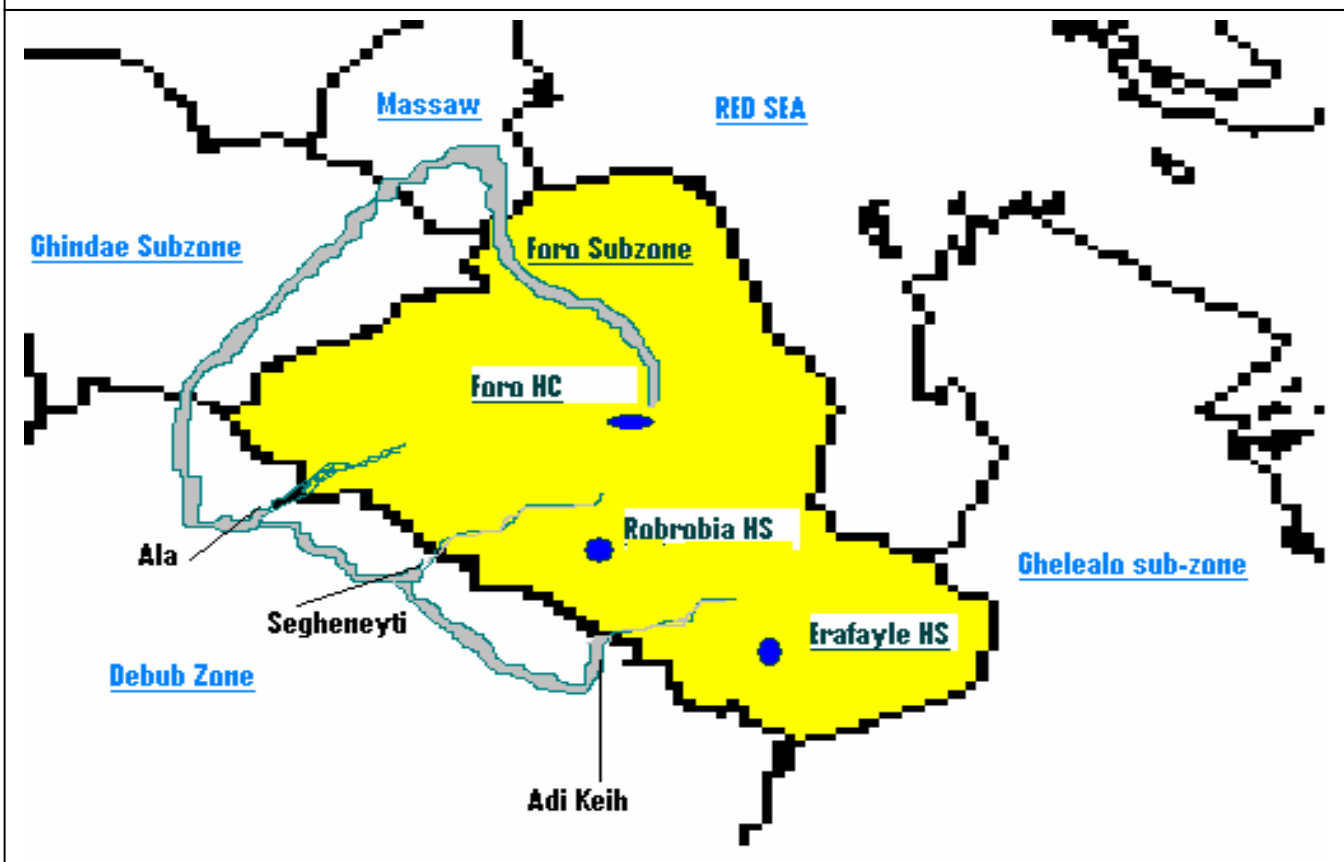 Massaw
RED SEA
Ghindae Subzone
Foro Subzone
Foro HC
Robrobia HS
Ala
Ghelealo sub-zone
Segheneyti
Erafayle HS
Debub Zone
Adi Keih